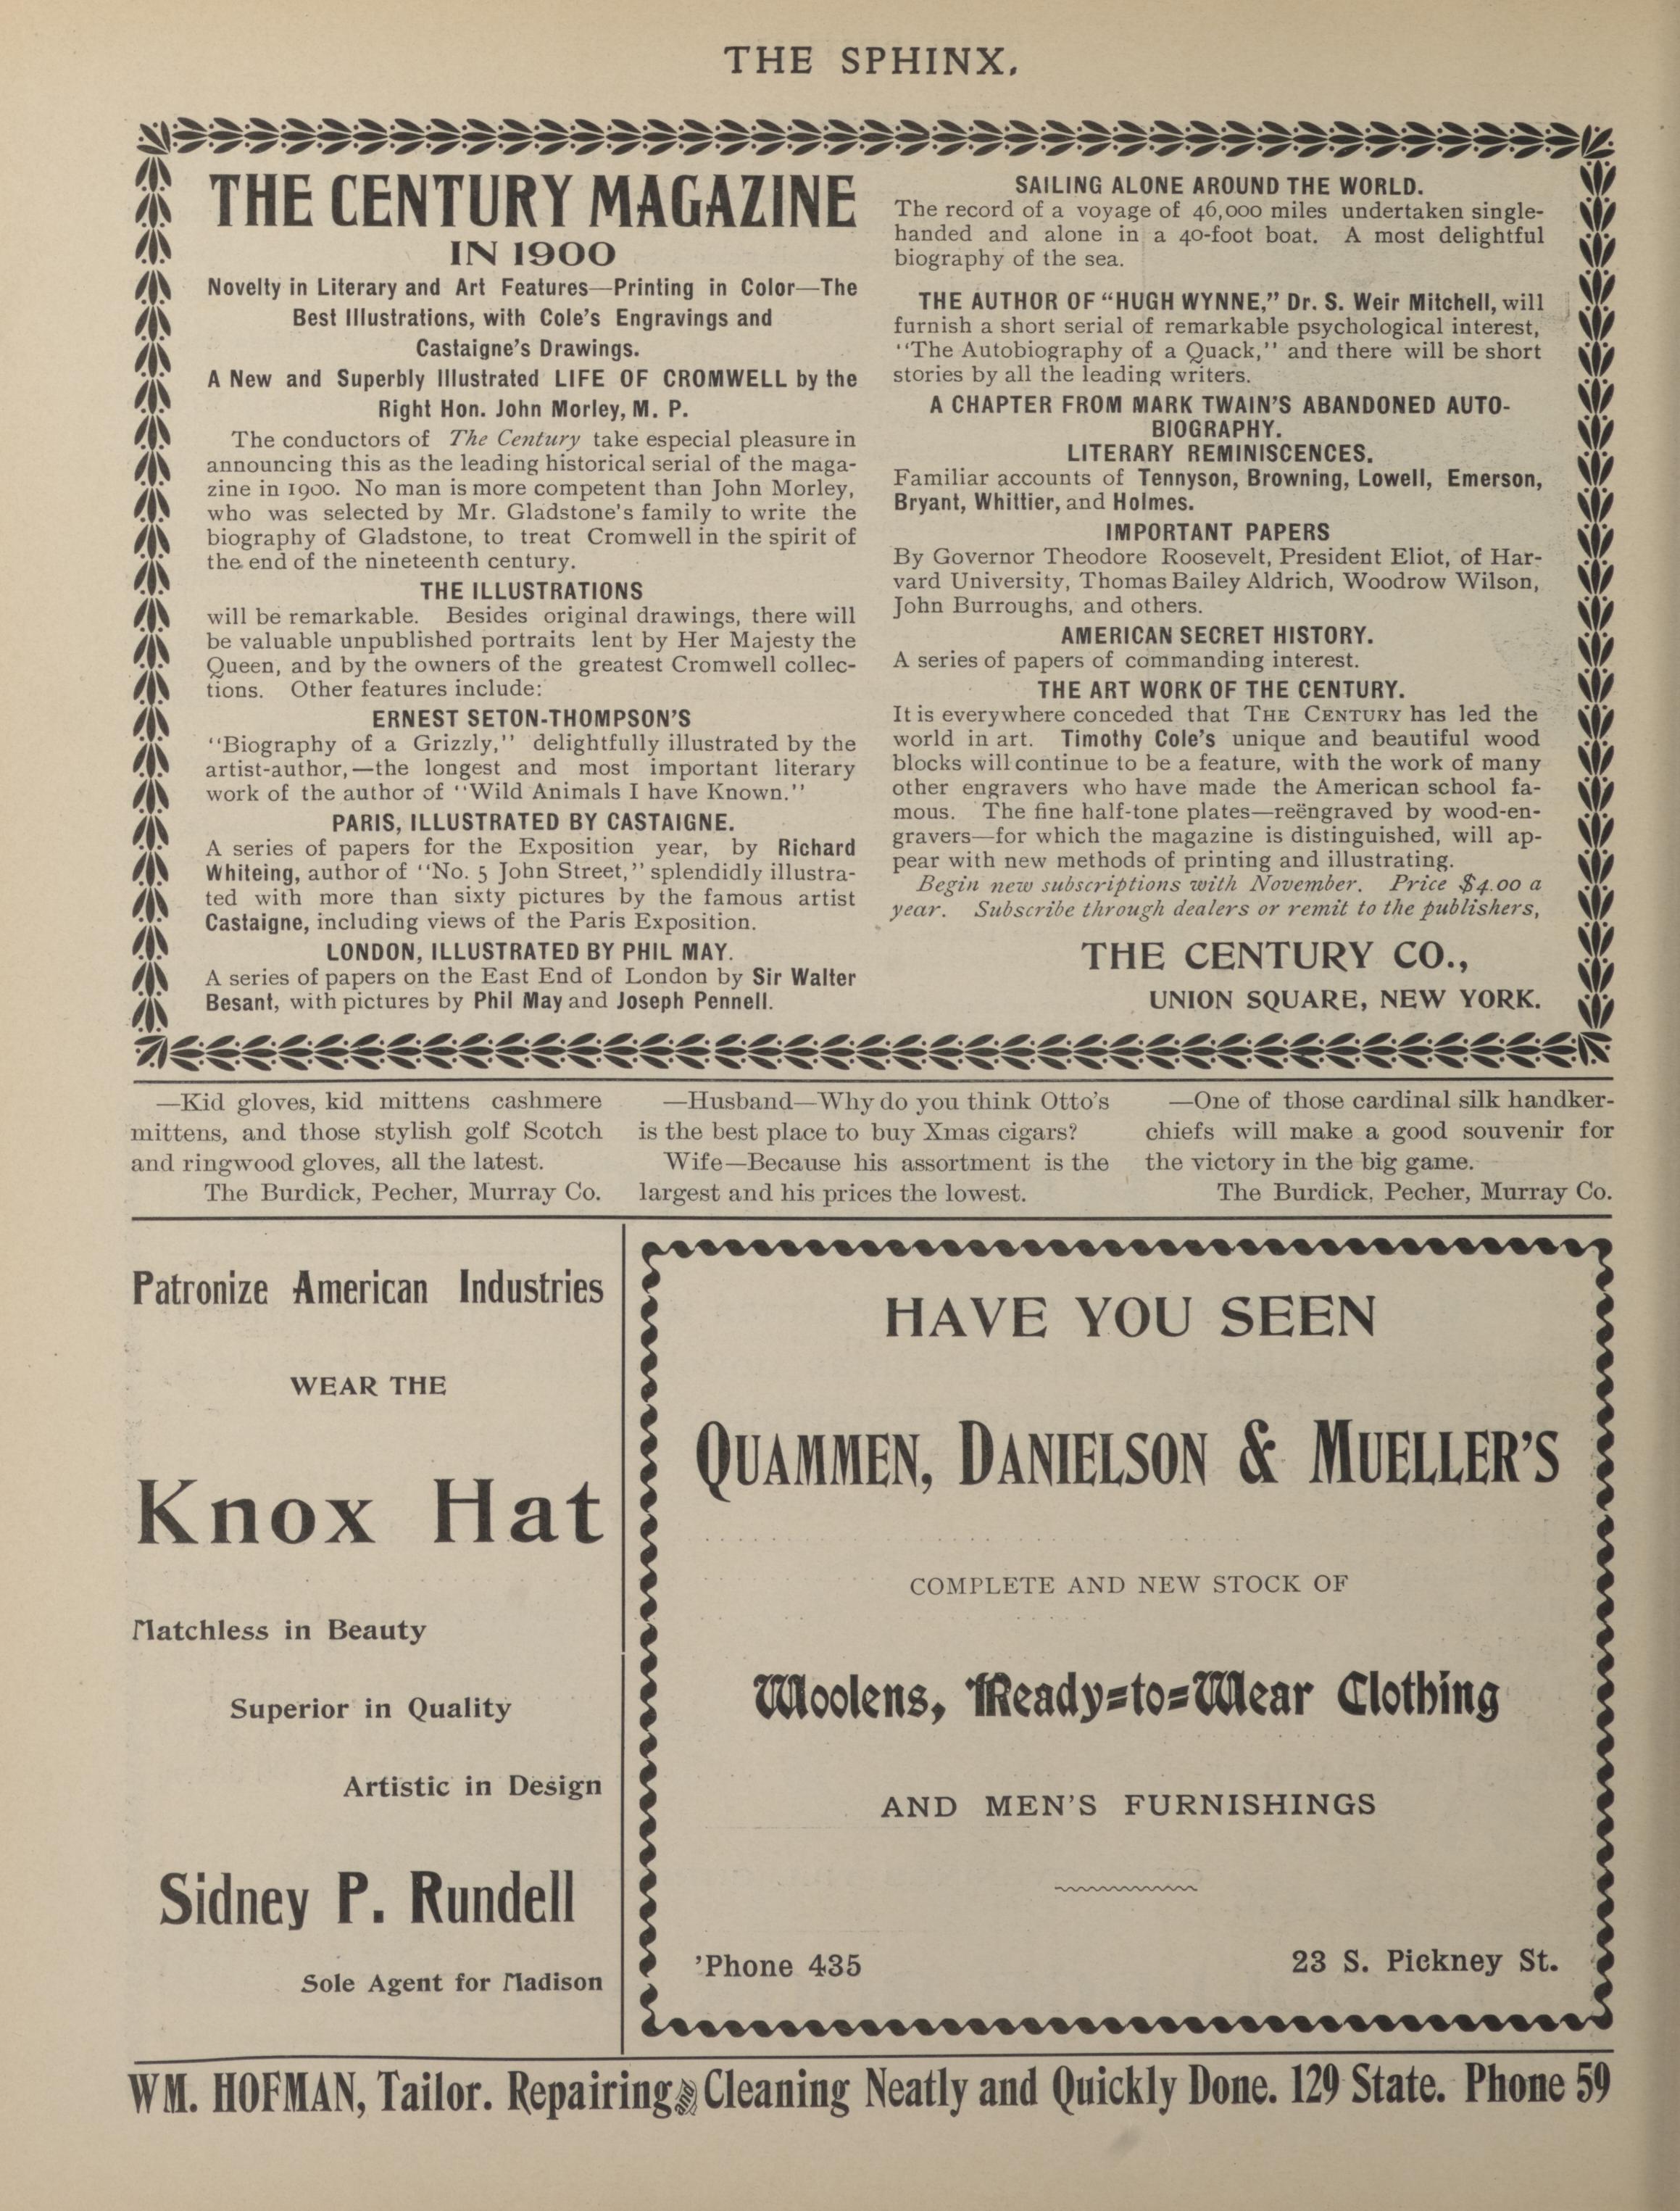 THE SPHINX.
THE CENTURY MAGAZINE
IN 1900
Novelty in Literary and Art Features—Printing in Color—The
Best Illustrations, with Cole's Engravings and
Castaigne's Drawings.
A New and Superbly Illustrated LIFE OF CROMWELL by the
Right Hon. John Morley, M. P.
The conductors of The Century take especial pleasure in
announcing this as the leading historical serial of the maga-
zine in 1900. No man is more competent than John Morley,
who was selected by Mr. Gladstone's family to write the
biography of Gladstone, to treat Cromwell in the spirit of
the end of the nineteenth century.
THE ILLUSTRATIONS
will be remarkable. Besides original drawings, there will
be valuable unpublished portraits lent by Her Majesty the
Queen, and by the owners of the greatest Cromwell collec-
tions. Other features include:
ERNEST SETON-THOMPSON'S
"Biography of a Grizzly," delightfully illustrated by the
artist-author,—the longest and most important literary
work of the author of "Wild Animals I have Known."
PARIS, ILLUSTRATED BY CASTAIGNE.
A series of papers for the Exposition year, by Richard
Whiteing, author of "No. 5 John Street," splendidly illustra-
ted with more than sixty pictures by the famous artist
Castaigne, including views of the Paris Exposition.
LONDON, ILLUSTRATED BY PHIL MAY.
A series of papers on the East End of London by Sir Walter
Besant, with pictures by Phil May and Joseph Pennell.
SAILING ALONE AROUND THE WORLD.
The record of a voyage of 46,000 miles undertaken single-
handed and alone in a 40-foot boat. A most delightful
biography of the sea.
THE AUTHOR OF "HUGH WYNNE," Dr. S. Weir Mitchell, will
furnish a short serial of remarkable psychological interest,
"The Autobiography of a Quack," and there will be short
stories by all the leading writers.
A CHAPTER FROM MARK TWAIN'S ABANDONED AUTO-
BIOGRAPHY.
LITERARY REMINISCENCES.
Familiar accounts of Tennyson, Browning, Lowell, Emerson,
Bryant, Whittier, and Holmes.
IMPORTANT PAPERS
By Governor Theodore Roosevelt, President Eliot, of Har-
vard University, Thomas Bailey Aldrich, Woodrow Wilson,
John Burroughs, and others.
AMERICAN SECRET HISTORY.
A series of papers of commanding interest.
THE ART WORK OF THE CENTURY.
It is everywhere conceded that THE CENTURY has led the
world in art. Timothy Cole's unique and beautiful wood
blocks will continue to be a feature, with the work of many
other engravers who have made the American school fa-
mous. The fine half-tone plates—reëngraved by wood-en-
gravers—for which the magazine is distinguished, will ap-
pear with new methods of printing and illustrating.
Begin new subscriptions with November. Price $4.00 a
year. Subscribe through dealers or remit to the publishers,
THE CENTURY CO.,
UNION SQUARE, NEW YORK.
—Kid gloves, kid mittens cashmere
mittens, and those stylish golf Scotch
and ringwood gloves, all the latest.
The Burdick, Pecher, Murray Co.
—Husband—Why do you think Otto's
is the best place to buy Xmas cigars?
Wife—Because his assortment is the
largest and his prices the lowest.
—One of those cardinal silk handker-
chiefs will make a good souvenir for
the victory in the big game.
The Burdick, Pecher, Murray Co.
Patronize American Industries
WEAR THE
Knox Hat
Matchless in Beauty
Superior in Quality
Artistic in Design
Sidney P. Rundell
Sole Agent for Madison
HAVE YOU SEEN
QUAMMEN, DANIELSON & MUELLER'S
COMPLETE AND NEW STOCK OF
Woolens, Ready=to=Wear Clothing
AND MEN'S FURNISHINGS
'Phone 435
23 S. Pickney St.
WM. HOFMAN, Tailor. Repairing and Cleaning Neatly and Quickly Done. 129 State. Phone 59